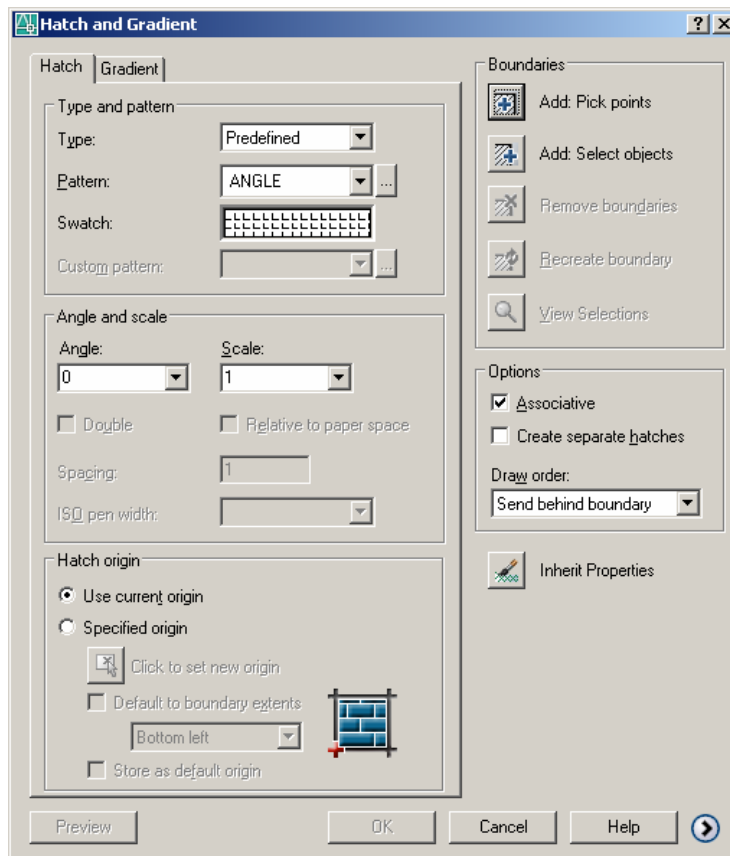 Hatch and Gradient
Hatch
Gradient
Type and pattern
Type:
Predefined
Pattern:
ANGLE
...
Swatch:
Custom pattern:
...
Angle and scale
Angle:
Scale:
0
1
Double
Relative to paper space
Spacing:
1
ISO pen width:
Hatch origin
Use current origin
Specified origin
Click to set new origin
Default to boundary extents
Bottom left
Store as default origin
Boundaries
Add: Pick points
Add: Select objects
Remove boundaries
Recreate boundary
View Selections
Options
Associative
Create separate hatches
Draw order:
Send behind boundary
Inherit Properties
Preview
OK
Cancel
Help